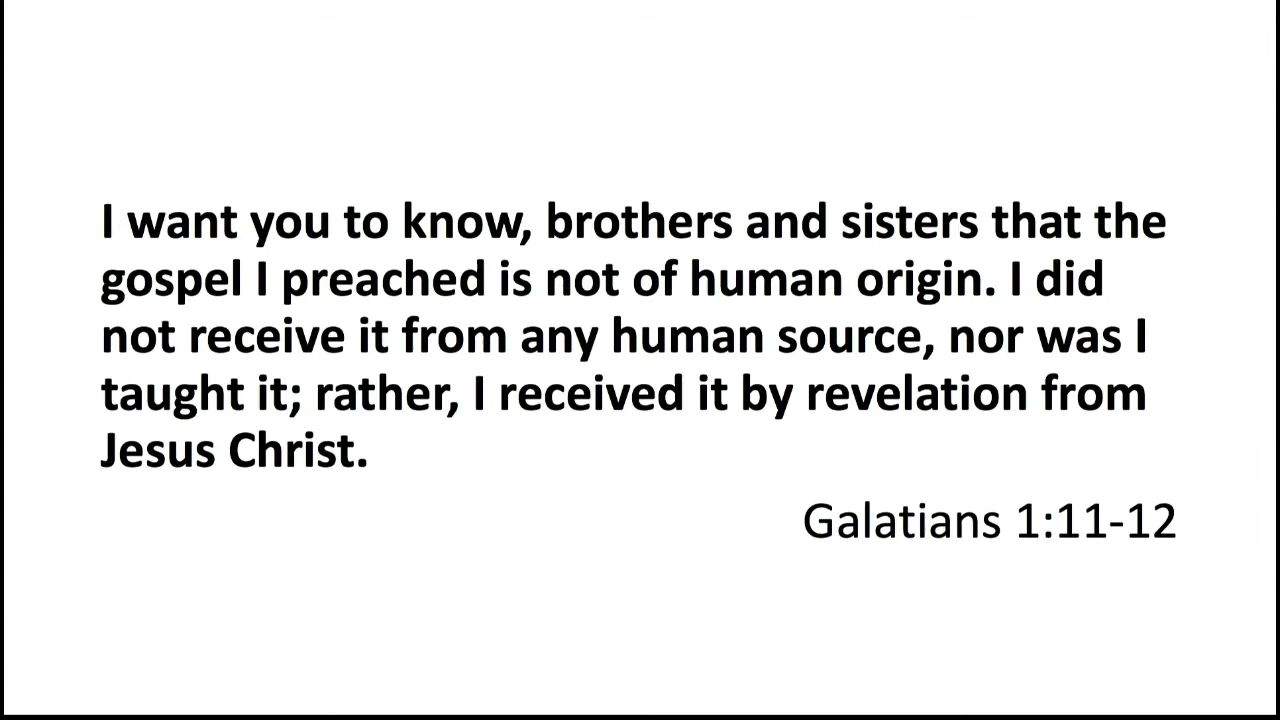 I want you to know, brothers and sisters that the
gospel I preached is not of human origin. I did
not receive it from any human source, nor was I
taught it; rather, I received it by revelation from
Jesus Christ.
Galatians 1:11-12